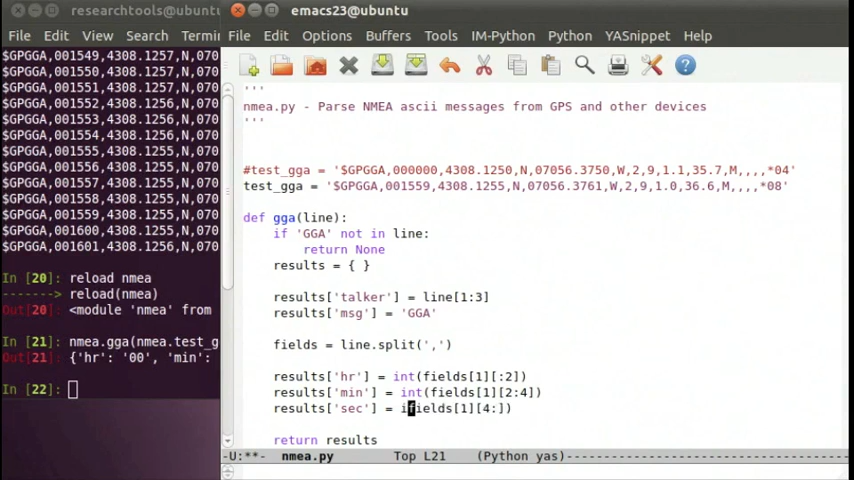 researchtools@ubuntu
File Edit View Search Termi
$GPGGA,001549,4308.1257,N,070
$GPGGA,001550,4308.1257,N,070
$GPGGA,001551,4308.1257,N,070
$GPGGA,001552,4308.1256,N,070
$GPGGA,001553,4308.1256,N,070
$GPGGA,001554,4308.1256,N,070
$GPGGA,001555,4308.1255,N,070
$GPGGA,001556,4308.1255,N,070
$GPGGA,001557,4308.1255,N,070
$GPGGA,001558,4308.1255,N,070
$GPGGA,001559,4308.1255,N,070
$GPGGA,001600,4308.1255,N,070
$GPGGA,001601,4308.1256,N,070
In [20]: reload nmea
-------> reload(nmea)
Out[20]: <module 'nmea' from
In [21]: nmea.gga(nmea.test_g
Out[21]: {'hr': '00', 'min':
In [22]:
emacs23@ubuntu
File Edit Options Buffers Tools IM-Python Python YASnippet Help
'''
nmea.py - Parse NMEA ascii messages from GPS and other devices
'''
#test_gga = '$GPGGA,000000,4308.1250,N,07056.3750,W,2,9,1.1,35.7,M,,,,*04'
test_gga = '$GPGGA,001559,4308.1255,N,07056.3761,W,2,9,1.0,36.6,M,,,,*08'
def gga(line):
if 'GGA' not in line:
return None
results = { }
results['talker'] = line[1:3]
results['msg'] = 'GGA'
fields = line.split(',')
results['hr'] = int(fields[1][:2])
results['min'] = int(fields[1][2:4])
results['sec'] = ifields[1][4:])
return results
-U:**- nmea.py Top L21 (Python yas)--------------------------------------